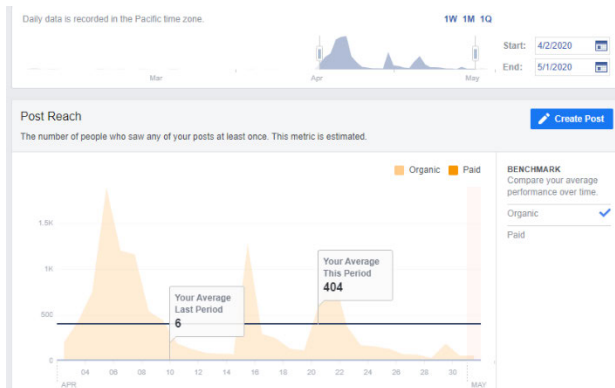 Daily data is recorded in the Pacific time zone.
1W 1M 1Q
Start: 4/2/2020
End: 5/1/2020
Mar Apr May
Post Reach
Create Post
The number of people who saw any of your posts at least once. This metric is estimated.
Organic Paid
BENCHMARK
Compare your average
performance over time.
Organic
Paid
1.5K
1K
500
0
Your Average
Last Period
6
Your Average
This Period
404
04 06 08 10 12 14 16 18 20 22 24 26 28 30
APR MAY